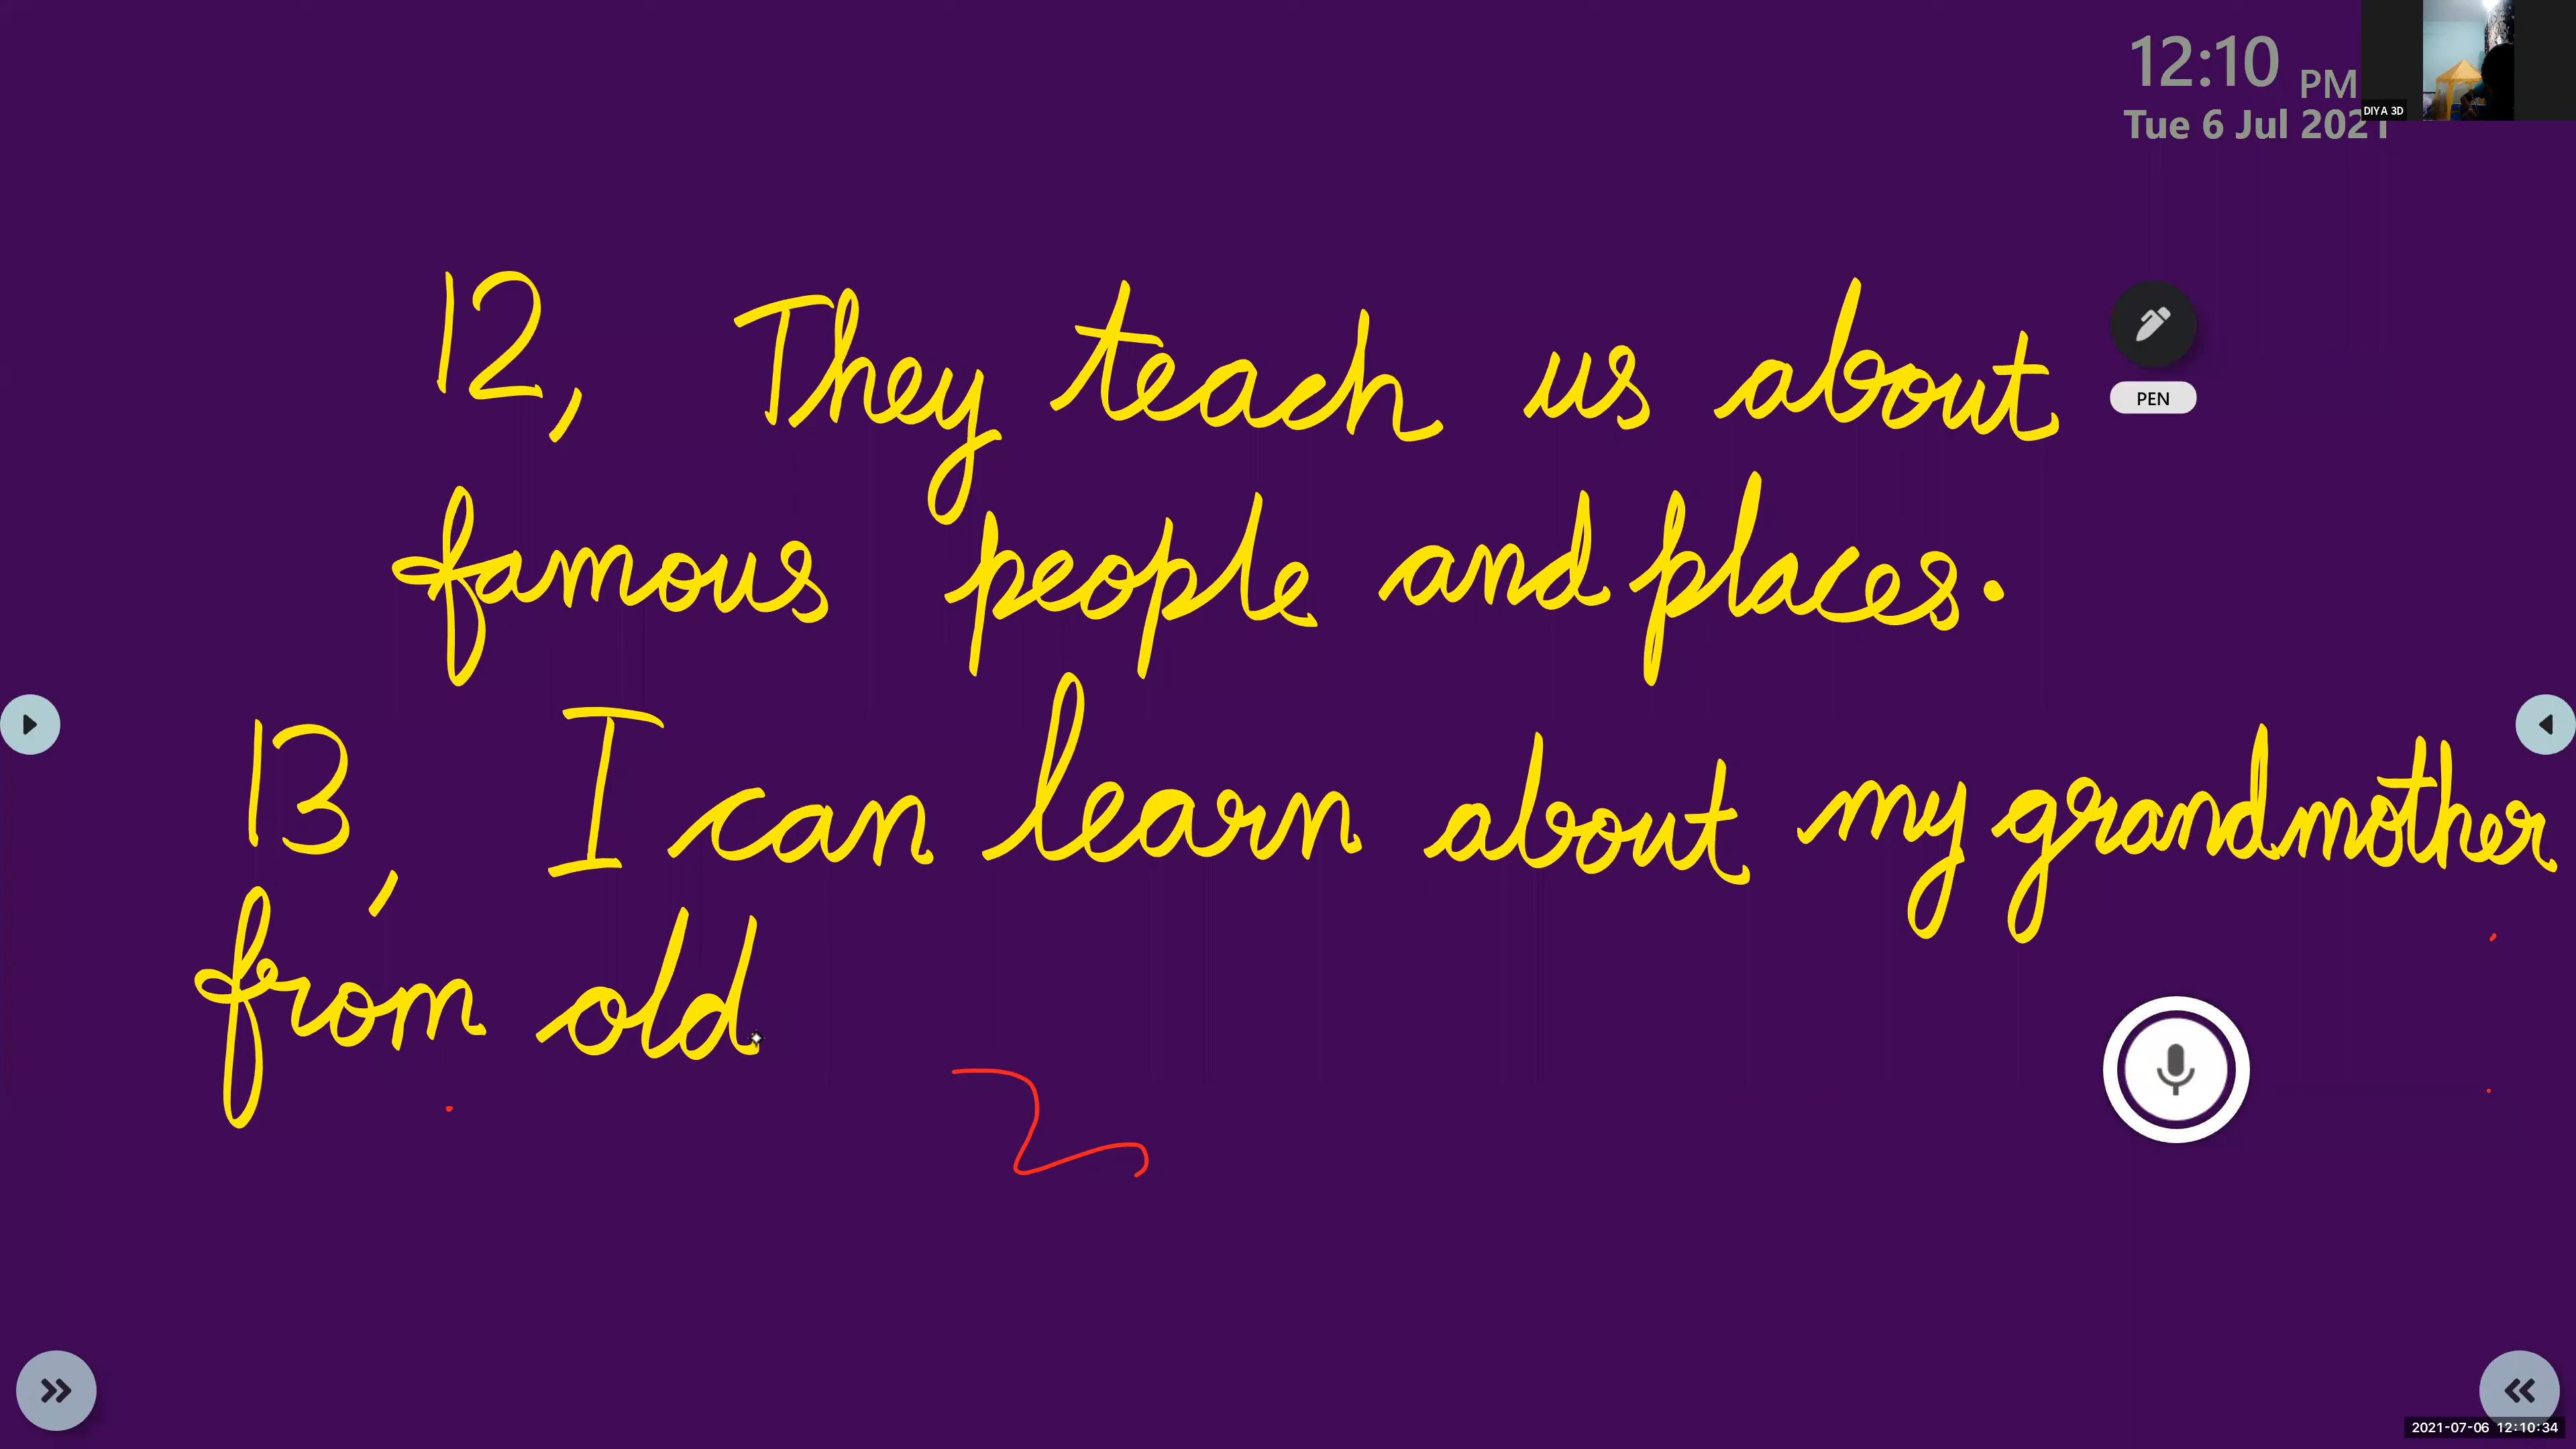 12:10 PM
Tue 6 Jul 2021
DIYA 3D
12, They teach us about
PEN
famous people and places.
13, I can learn about my grandmother
from old
2021-07-06 12:10:34